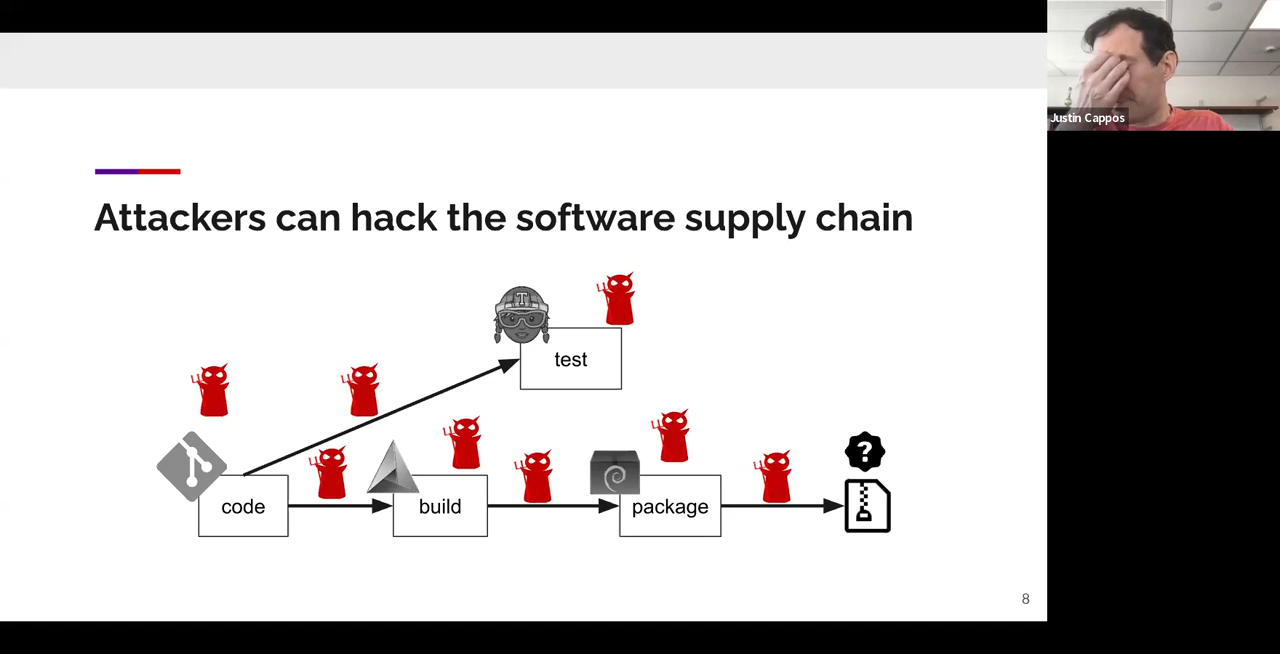 Justin Cappos
Attackers can hack the software supply chain
T
test
?
code
build
package
8